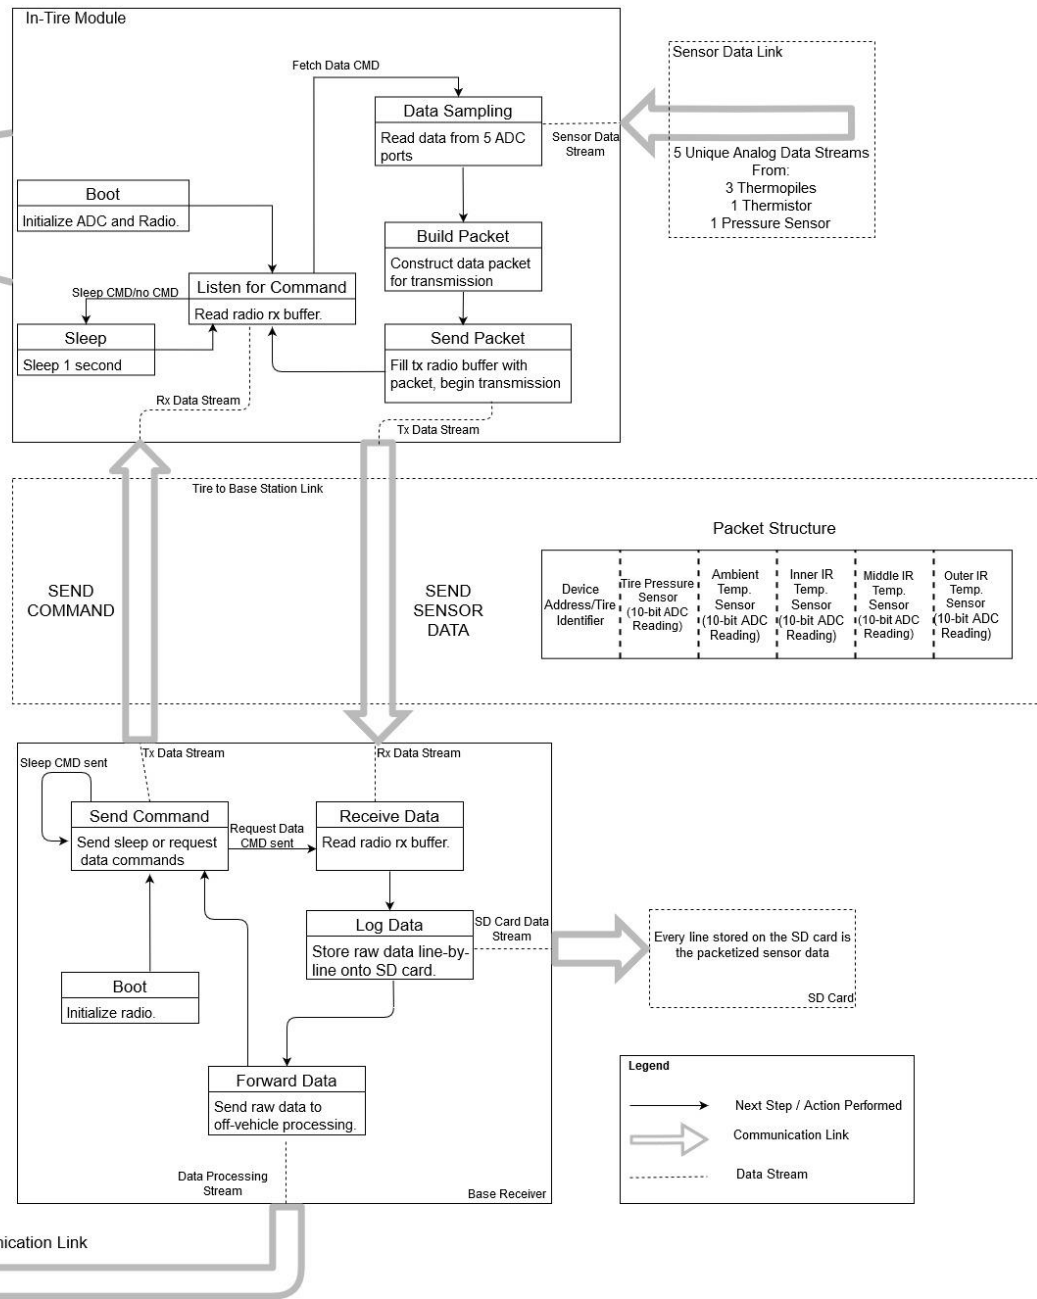 In-Tire Module
Fetch Data CMD
Data Sampling
Read data from 5 ADC
ports
Sensor Data
Stream
Sensor Data Link
5 Unique Analog Data Streams
From:
3 Thermopiles
1 Thermistor
1 Pressure Sensor
Boot
Initialize ADC and Radio.
Build Packet
Construct data packet
for transmission
Listen for Command
Read radio rx buffer.
Sleep CMD/no CMD
Sleep
Sleep 1 second
Send Packet
Fill tx radio buffer with
packet, begin transmission
Rx Data Stream
Tx Data Stream
Tire to Base Station Link
SEND
COMMAND
SEND
SENSOR
DATA
Packet Structure
Device
Address/Tire
Identifier
Tire Pressure
Sensor
(10-bit ADC
Reading)
Ambient
Temp.
Sensor
(10-bit ADC
Reading)
Inner IR
Temp.
Sensor
(10-bit ADC
Reading)
Middle IR
Temp.
Sensor
(10-bit ADC
Reading)
Outer IR
Temp.
Sensor
(10-bit ADC
Reading)
Tx Data Stream
Rx Data Stream
Sleep CMD sent
Send Command
Send sleep or request
data commands
Request Data
CMD sent
Receive Data
Read radio rx buffer.
Log Data
Store raw data line-by-
line onto SD card.
SD Card Data
Stream
Every line stored on the SD card is
the packetized sensor data
SD Card
Boot
Initialize radio.
Forward Data
Send raw data to
off-vehicle processing.
Data Processing
Stream
Base Receiver
Legend
Next Step / Action Performed
Communication Link
Data Stream
nication Link